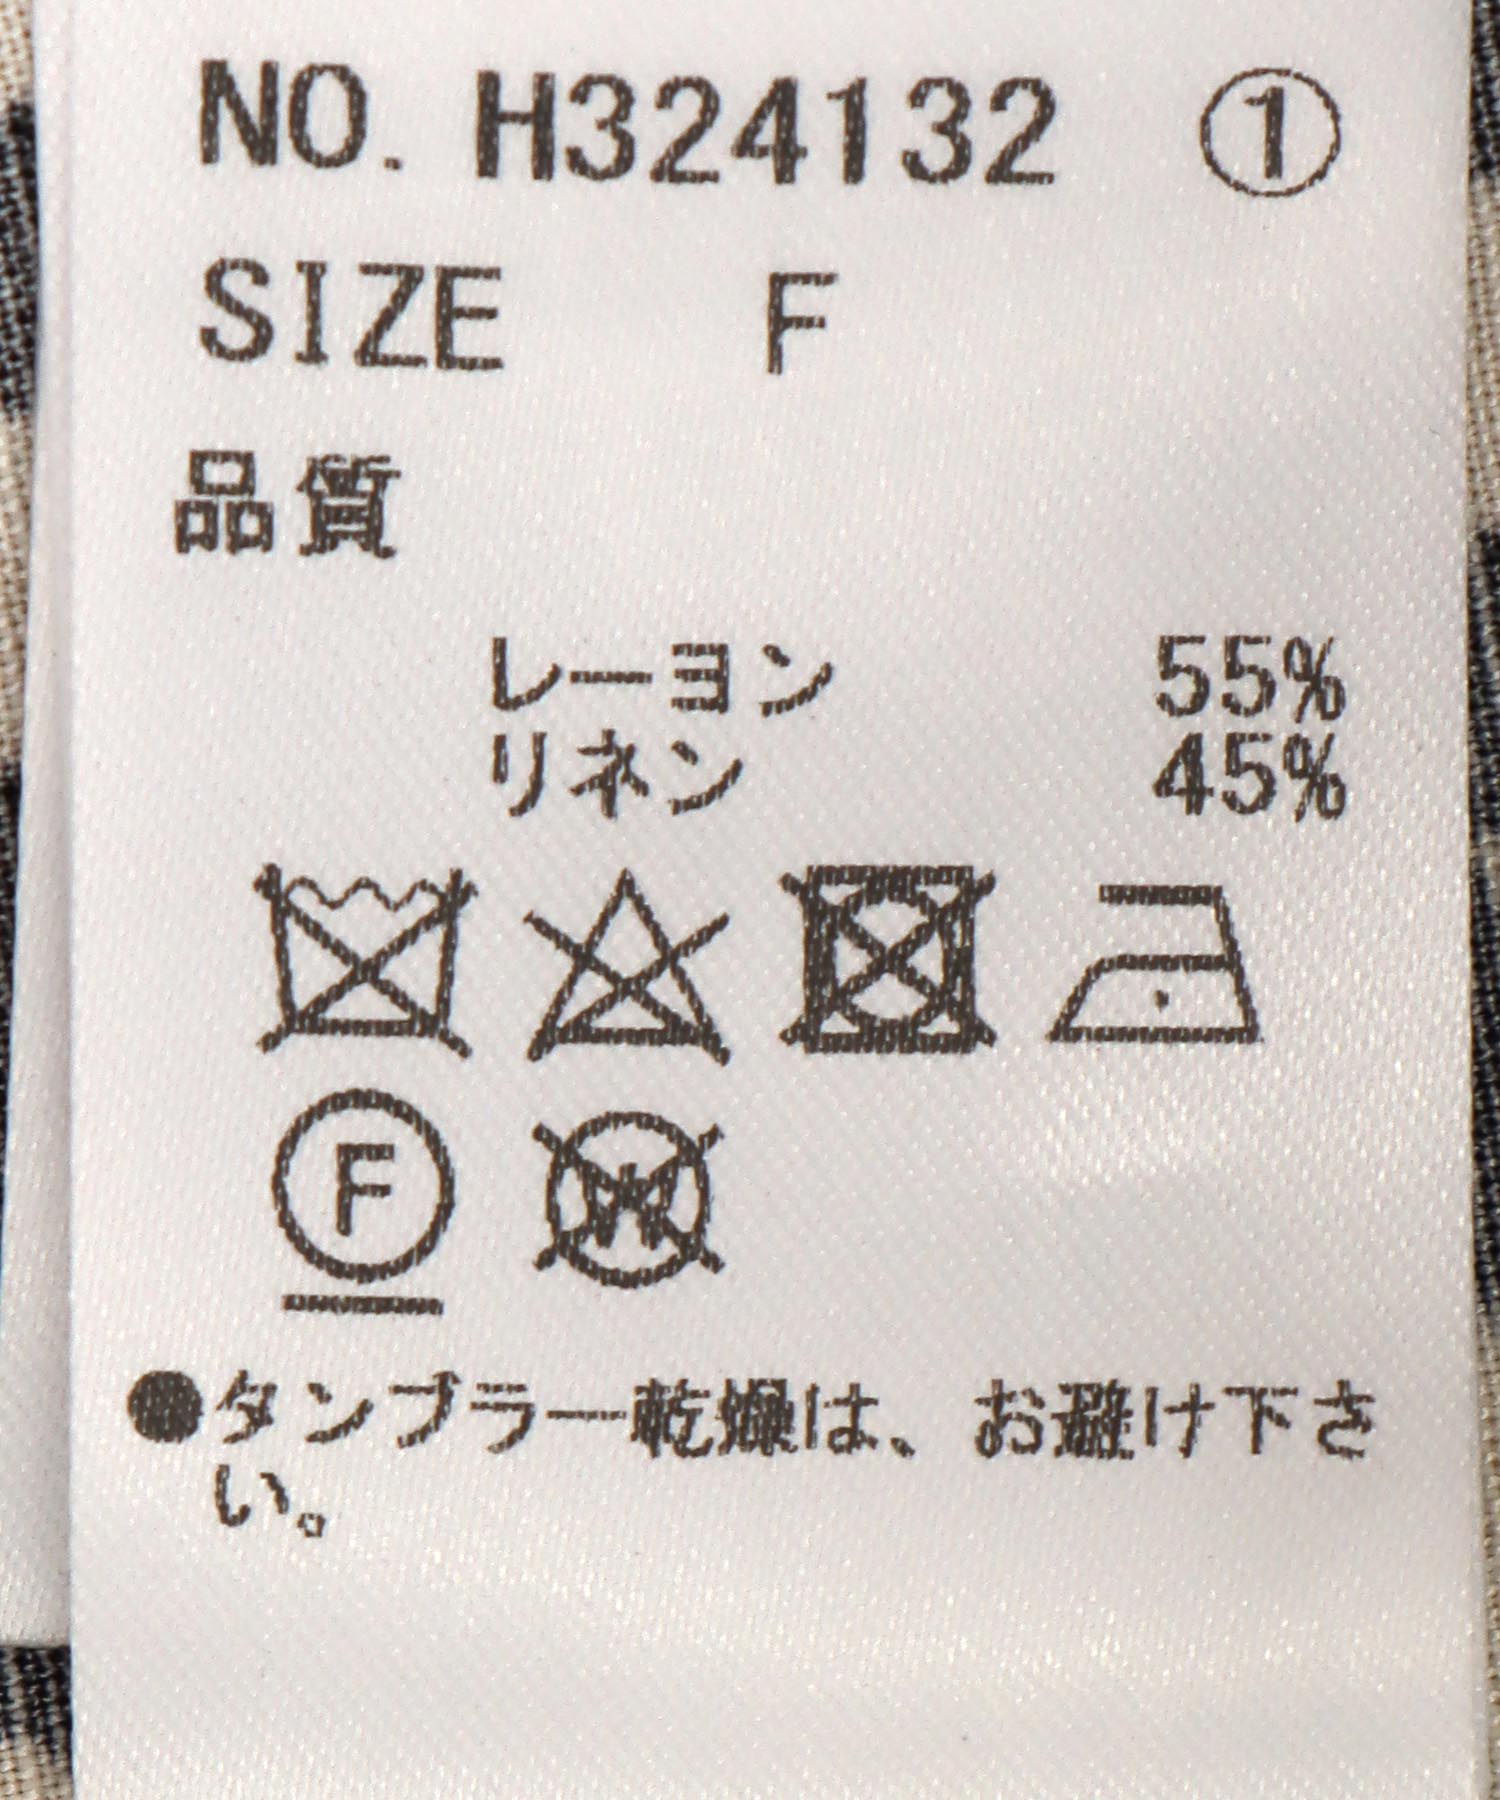 NO. H324132 ①
SIZE F
品質
レーヨン 55%
リネン 45%
F
W
●タンブラー乾燥は、お避け下さ
い。